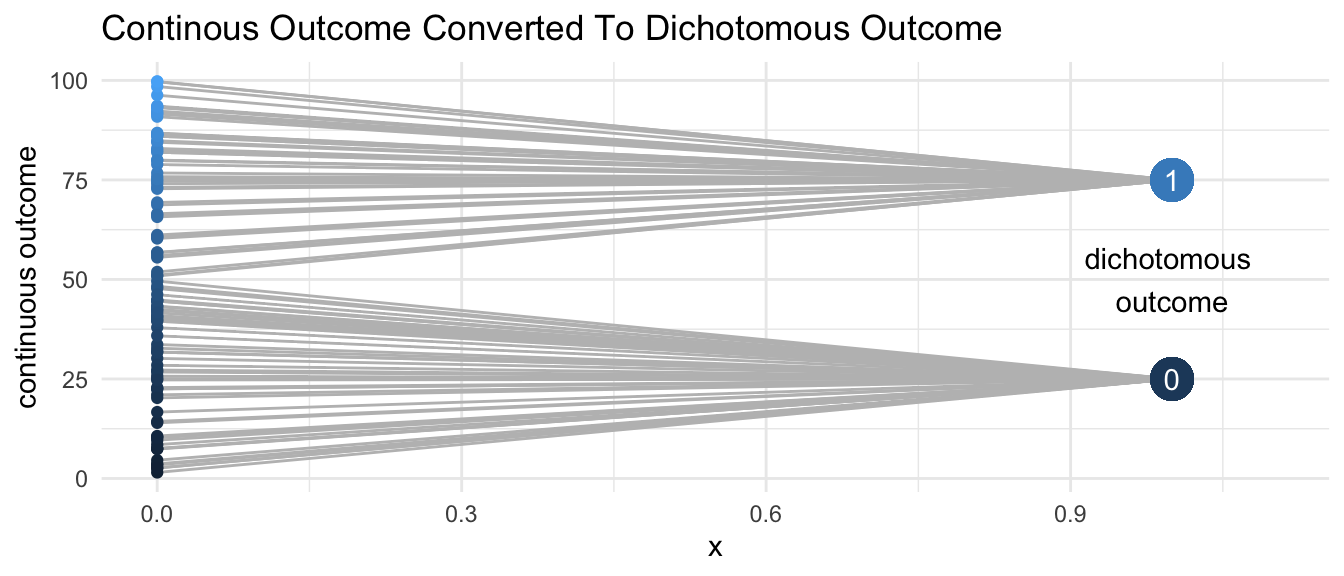 Continous Outcome Converted To Dichotomous Outcome
continuous outcome
100
75
50
25
0
1
dichotomous
outcome
0
0.0
0.3
0.6
0.9
x